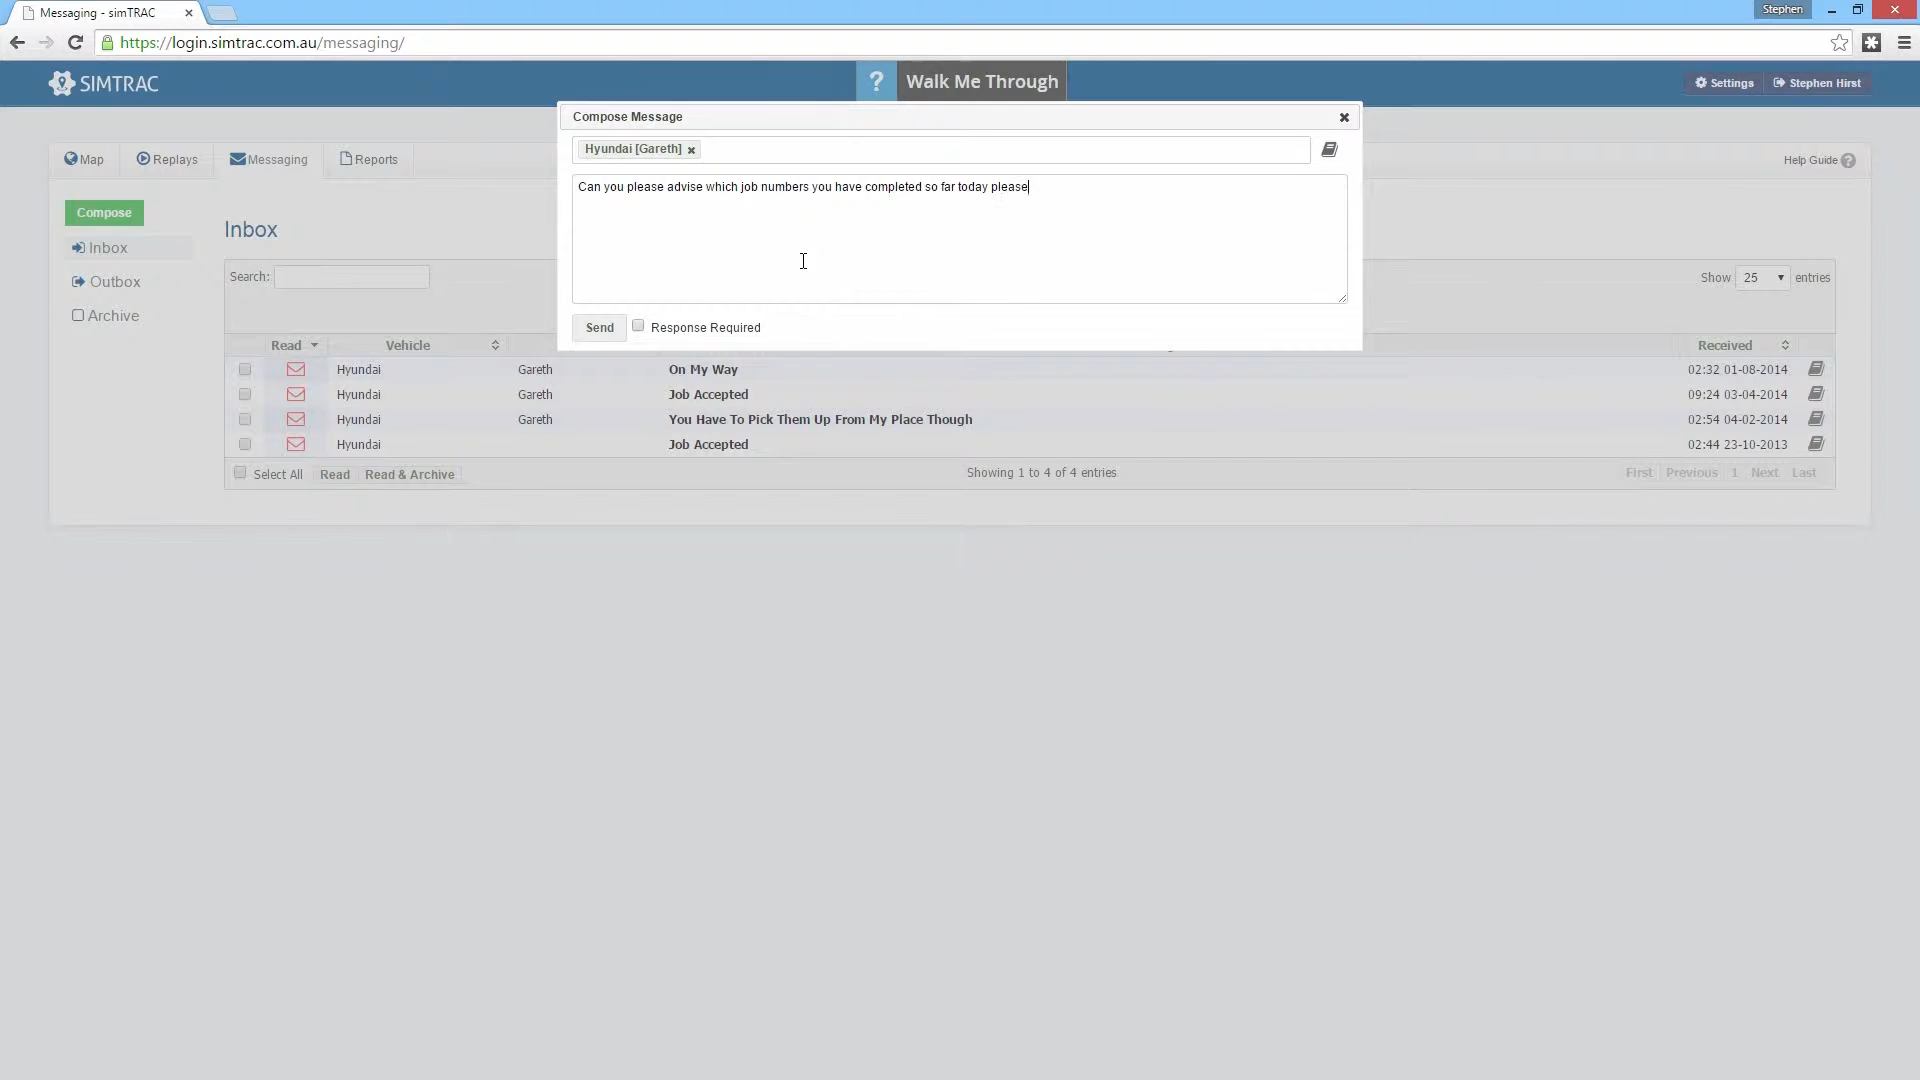 Messaging - simTRAC
Stephen
https://login.simtrac.com.au/messaging/
SIMTRAC
? Walk Me Through
Settings
Stephen Hirst
Compose Message
Map
Replays
Messaging
Reports
Hyundai [Gareth]
Help Guide ?
Can you please advise which job numbers you have completed so far today please
Compose
Inbox
Inbox
Outbox
Archive
Search:
Show 25 entries
Send
Response Required
Read Vehicle Received
Hyundai Gareth On My Way 02:32 01-08-2014
Hyundai Gareth Job Accepted 09:24 03-04-2014
Hyundai Gareth You Have To Pick Them Up From My Place Though 02:54 04-02-2014
Hyundai Job Accepted 02:44 23-10-2013
Select All Read Read & Archive Showing 1 to 4 of 4 entries First Previous 1 Next Last